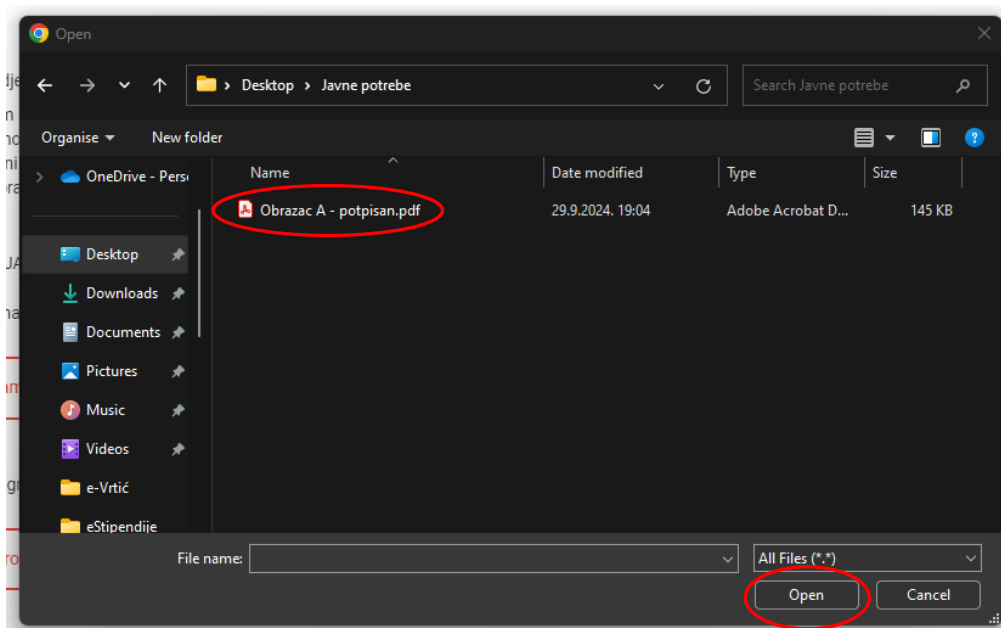 Open
Desktop > Javne potrebe
Search Javne potrebe
Organise
New folder
Name
Date modified
Type
Size
OneDrive - Pers
Obrazac A - potpisan.pdf
29.9.2024. 19:04
Adobe Acrobat D...
145 KB
Desktop
Downloads
Documents
Pictures
Music
Videos
e-Vrtić
eStipendije
File name:
All Files (*.*)
Open
Cancel